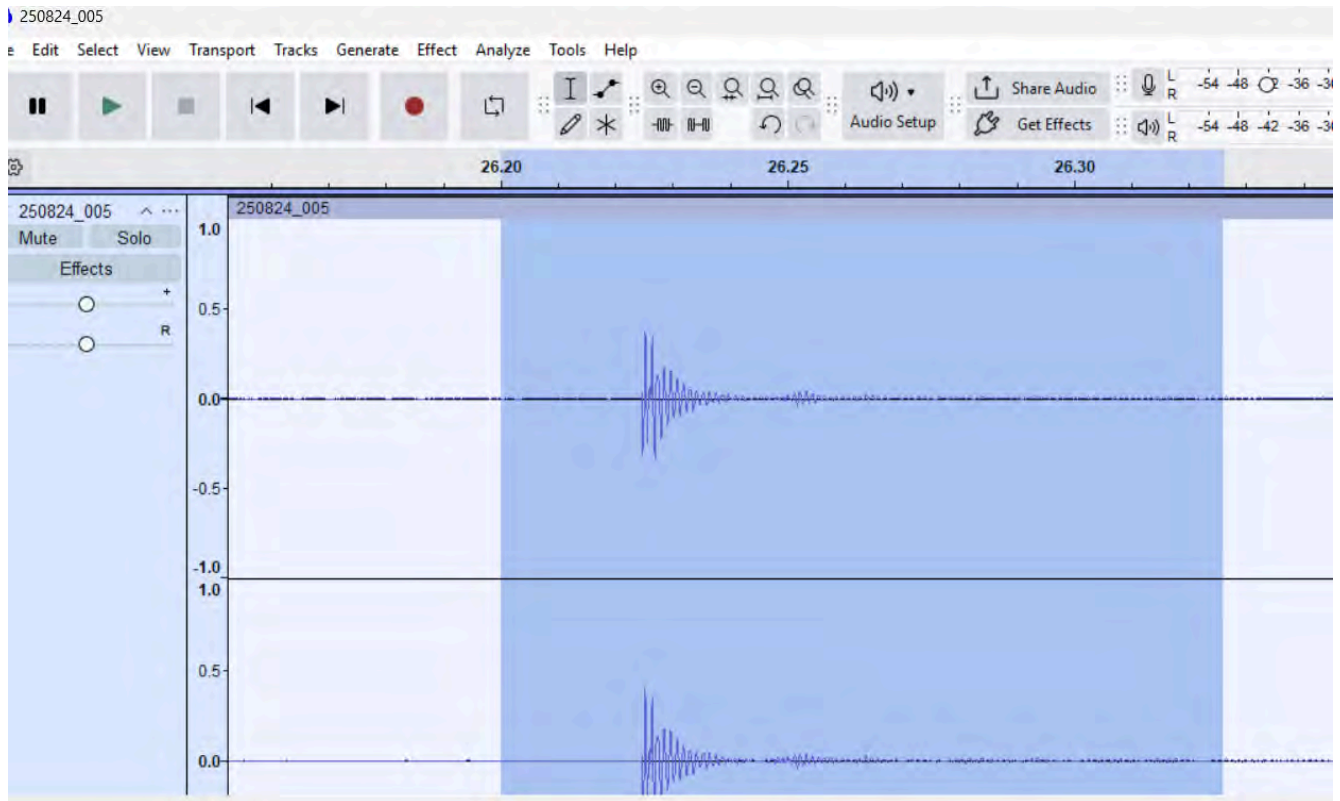 250824_005
Edit Select View Transport Tracks Generate Effect Analyze Tools Help
Share Audio L R -54 -48 -36
Audio Setup Get Effects L R -54 -48 -42 -36
26.20 26.25 26.30
250824_005
250824_005
Mute Solo
Effects
+
R
1.0
0.5
0.0
-0.5
-1.0
1.0
0.5
0.0